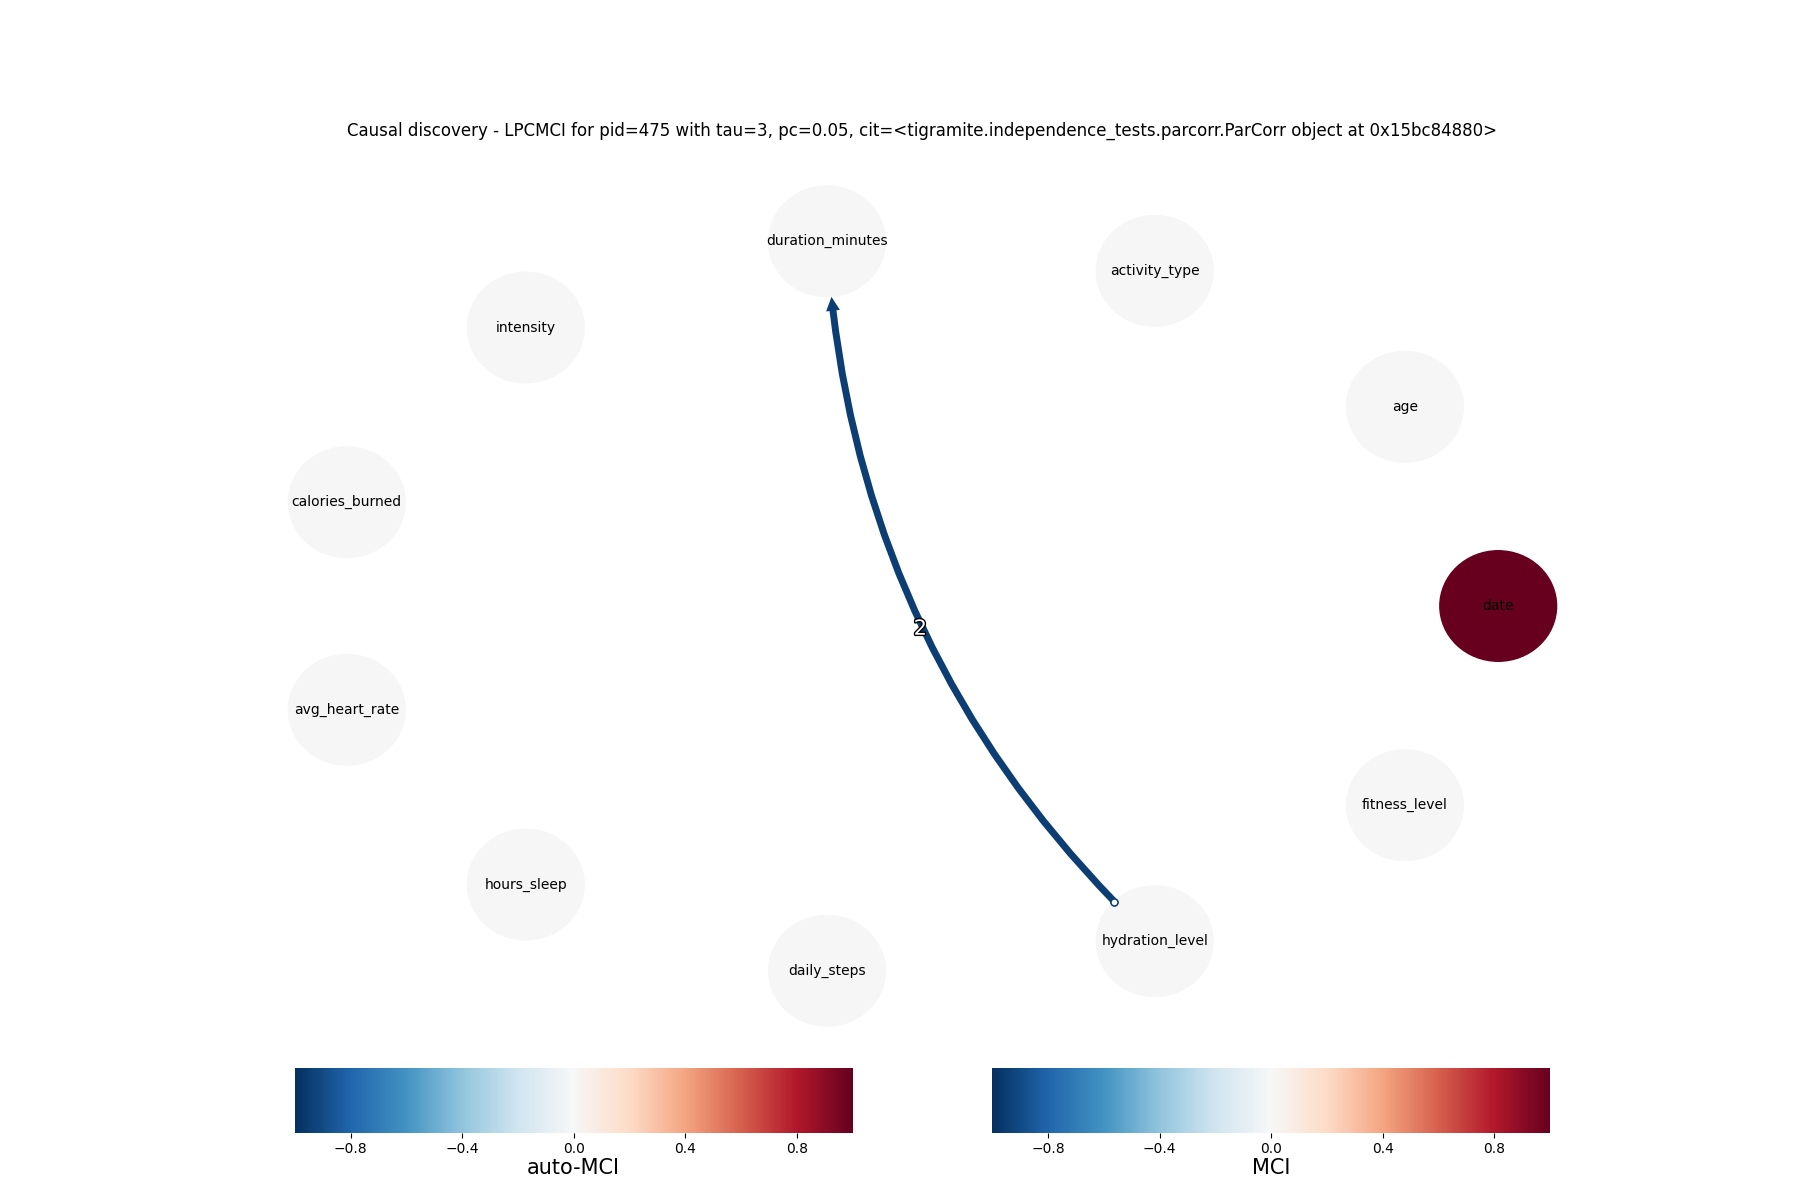 Causal discovery - LPCMCI for pid=475 with tau=3, pc=0.05, cit=<tigramite.independence_tests.parcorr.ParCorr object at 0x15bc84880>
duration_minutes
activity_type
intensity
age
calories_burned
date
2
avg_heart_rate
fitness_level
hours_sleep
hydration_level
daily_steps
−0.8 −0.4 0.0 0.4 0.8
auto-MCI
−0.8 −0.4 0.0 0.4 0.8
MCI